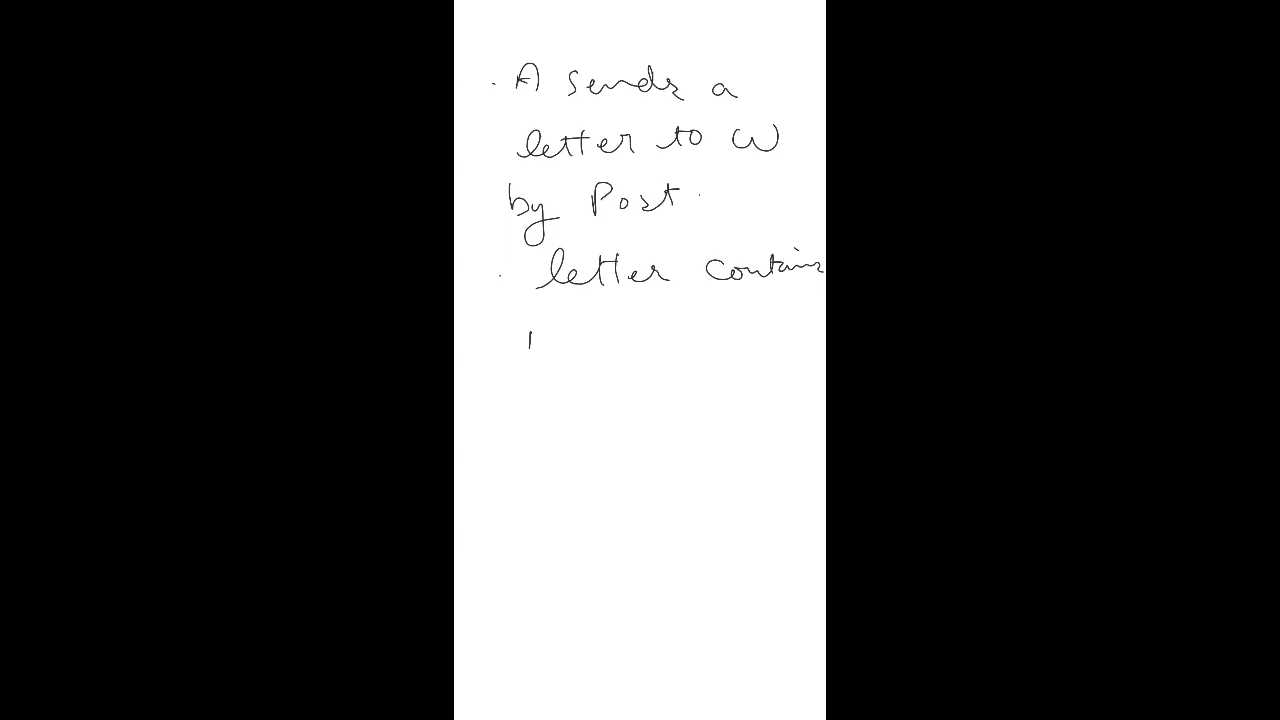 . A sends a
letter to W
by Post.
. letter contains